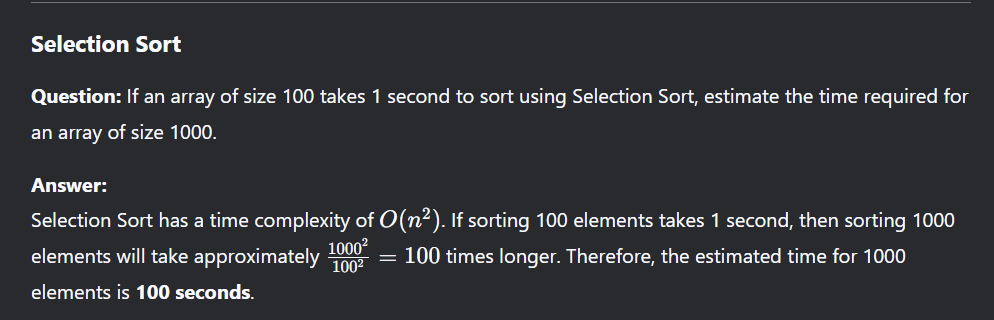 Selection Sort
Question: If an array of size 100 takes 1 second to sort using Selection Sort, estimate the time required for
an array of size 1000.
Answer:
Selection Sort has a time complexity of O(n²). If sorting 100 elements takes 1 second, then sorting 1000
elements will take approximately 1000²/100² = 100 times longer. Therefore, the estimated time for 1000
elements is 100 seconds.